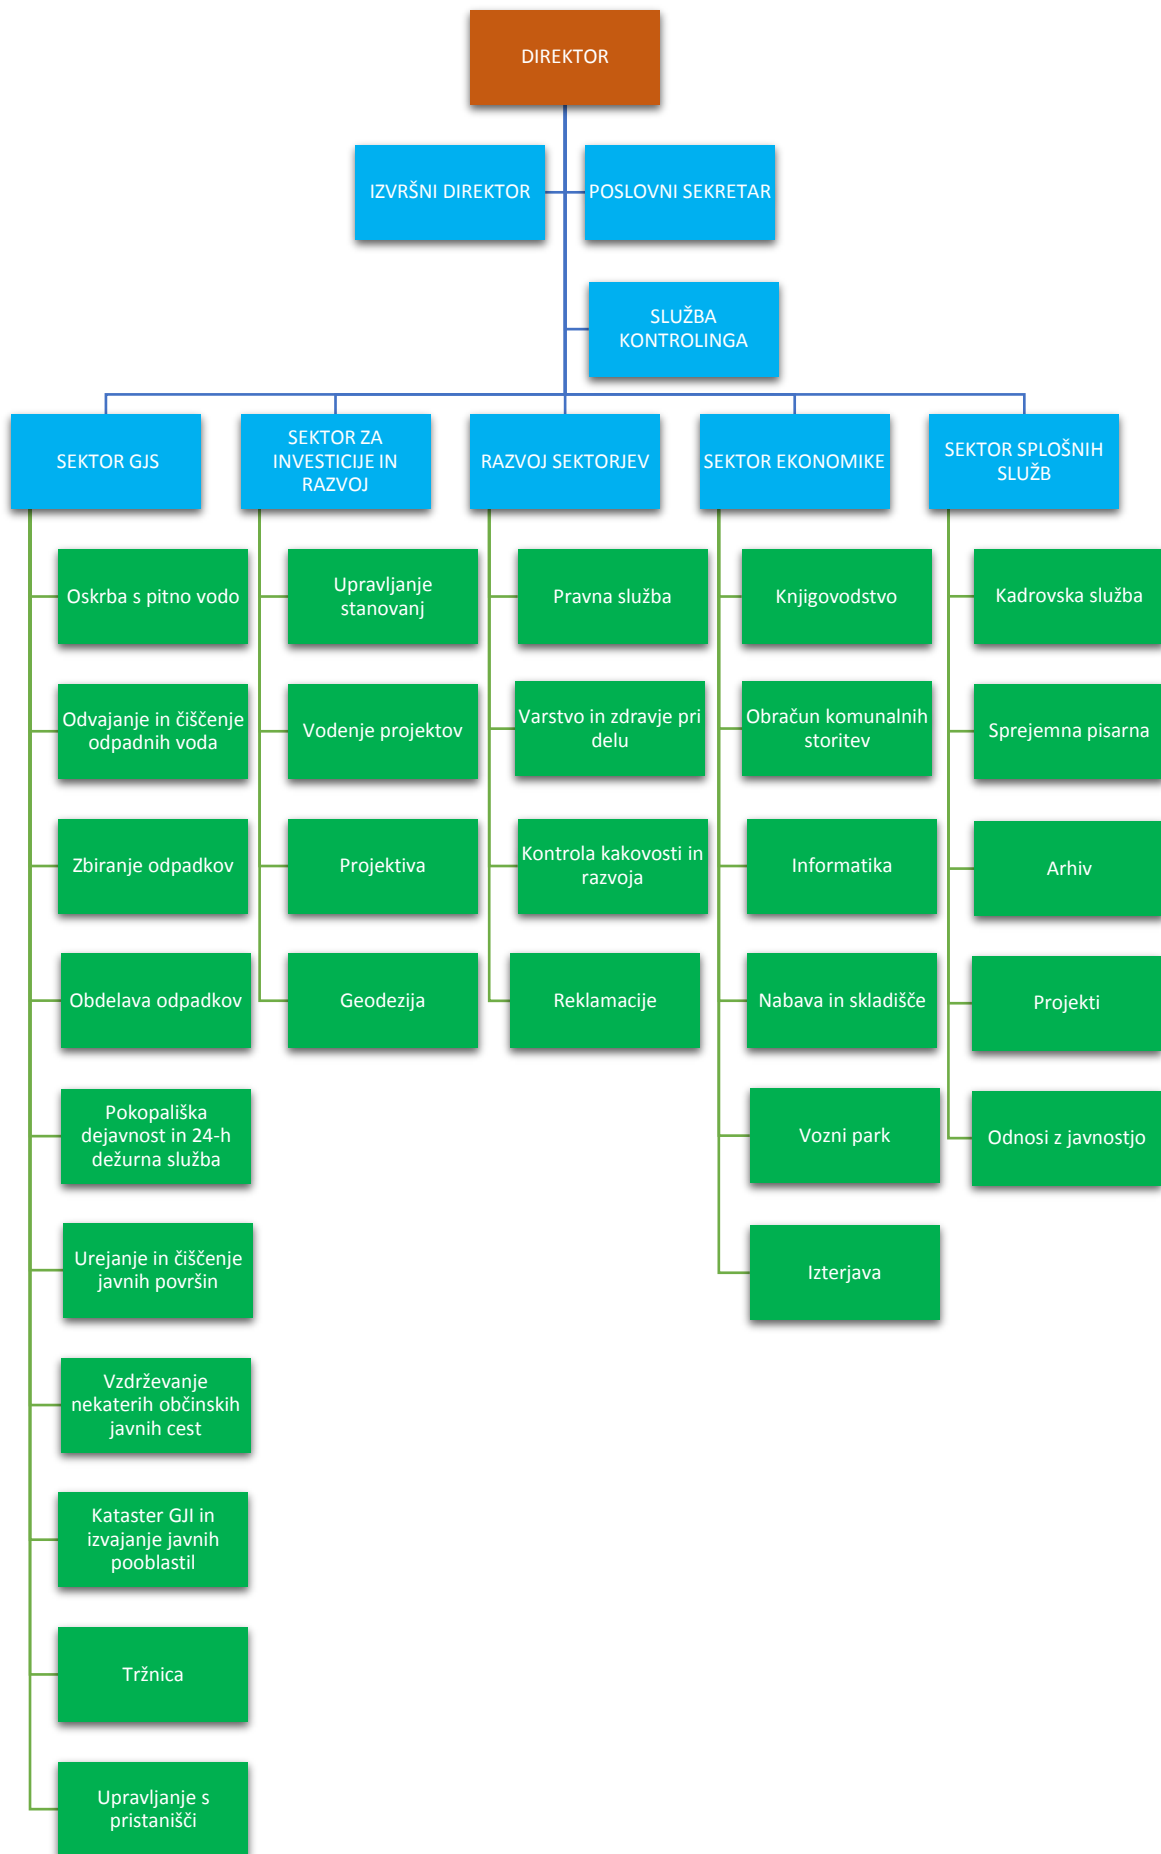 DIREKTOR
IZVRŠNI DIREKTOR
POSLOVNI SEKRETAR
SLUŽBA
KONTROLINGA
SEKTOR GJS
SEKTOR ZA
INVESTICIJE IN
RAZVOJ
RAZVOJ SEKTORJEV
SEKTOR EKONOMIKE
SEKTOR SPLOŠNIH
SLUŽB
Oskrba s pitno vodo
Odvajanje in čiščenje
odpadnih voda
Zbiranje odpadkov
Obdelava odpadkov
Pokopališka
dejavnost in 24-h
dežurna služba
Urejanje in čiščenje
javnih površin
Vzdrževanje
nekaterih občinskih
javnih cest
Kataster GJI in
izvajanje javnih
pooblastil
Tržnica
Upravljanje s
pristanišči
Upravljanje
stanovanj
Vodenje projektov
Projektiva
Geodezija
Pravna služba
Varstvo in zdravje pri
delu
Kontrola kakovosti in
razvoja
Reklamacije
Knjigovodstvo
Obračun komunalnih
storitev
Informatika
Nabava in skladišče
Vozni park
Izterjava
Kadrovska služba
Sprejemna pisarna
Arhiv
Projekti
Odnosi z javnostjo